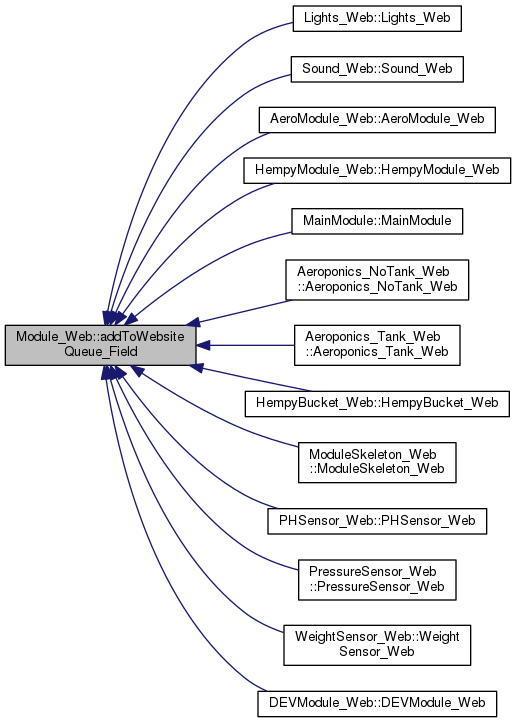 Lights_Web::Lights_Web
Sound_Web::Sound_Web
AeroModule_Web::AeroModule_Web
HempyModule_Web::HempyModule_Web
MainModule::MainModule
Aeroponics_NoTank_Web
::Aeroponics_NoTank_Web
Module_Web::addToWebsite
Queue_Field
Aeroponics_Tank_Web
::Aeroponics_Tank_Web
HempyBucket_Web::HempyBucket_Web
ModuleSkeleton_Web
::ModuleSkeleton_Web
PHSensor_Web::PHSensor_Web
PressureSensor_Web
::PressureSensor_Web
WeightSensor_Web::Weight
Sensor_Web
DEVModule_Web::DEVModule_Web